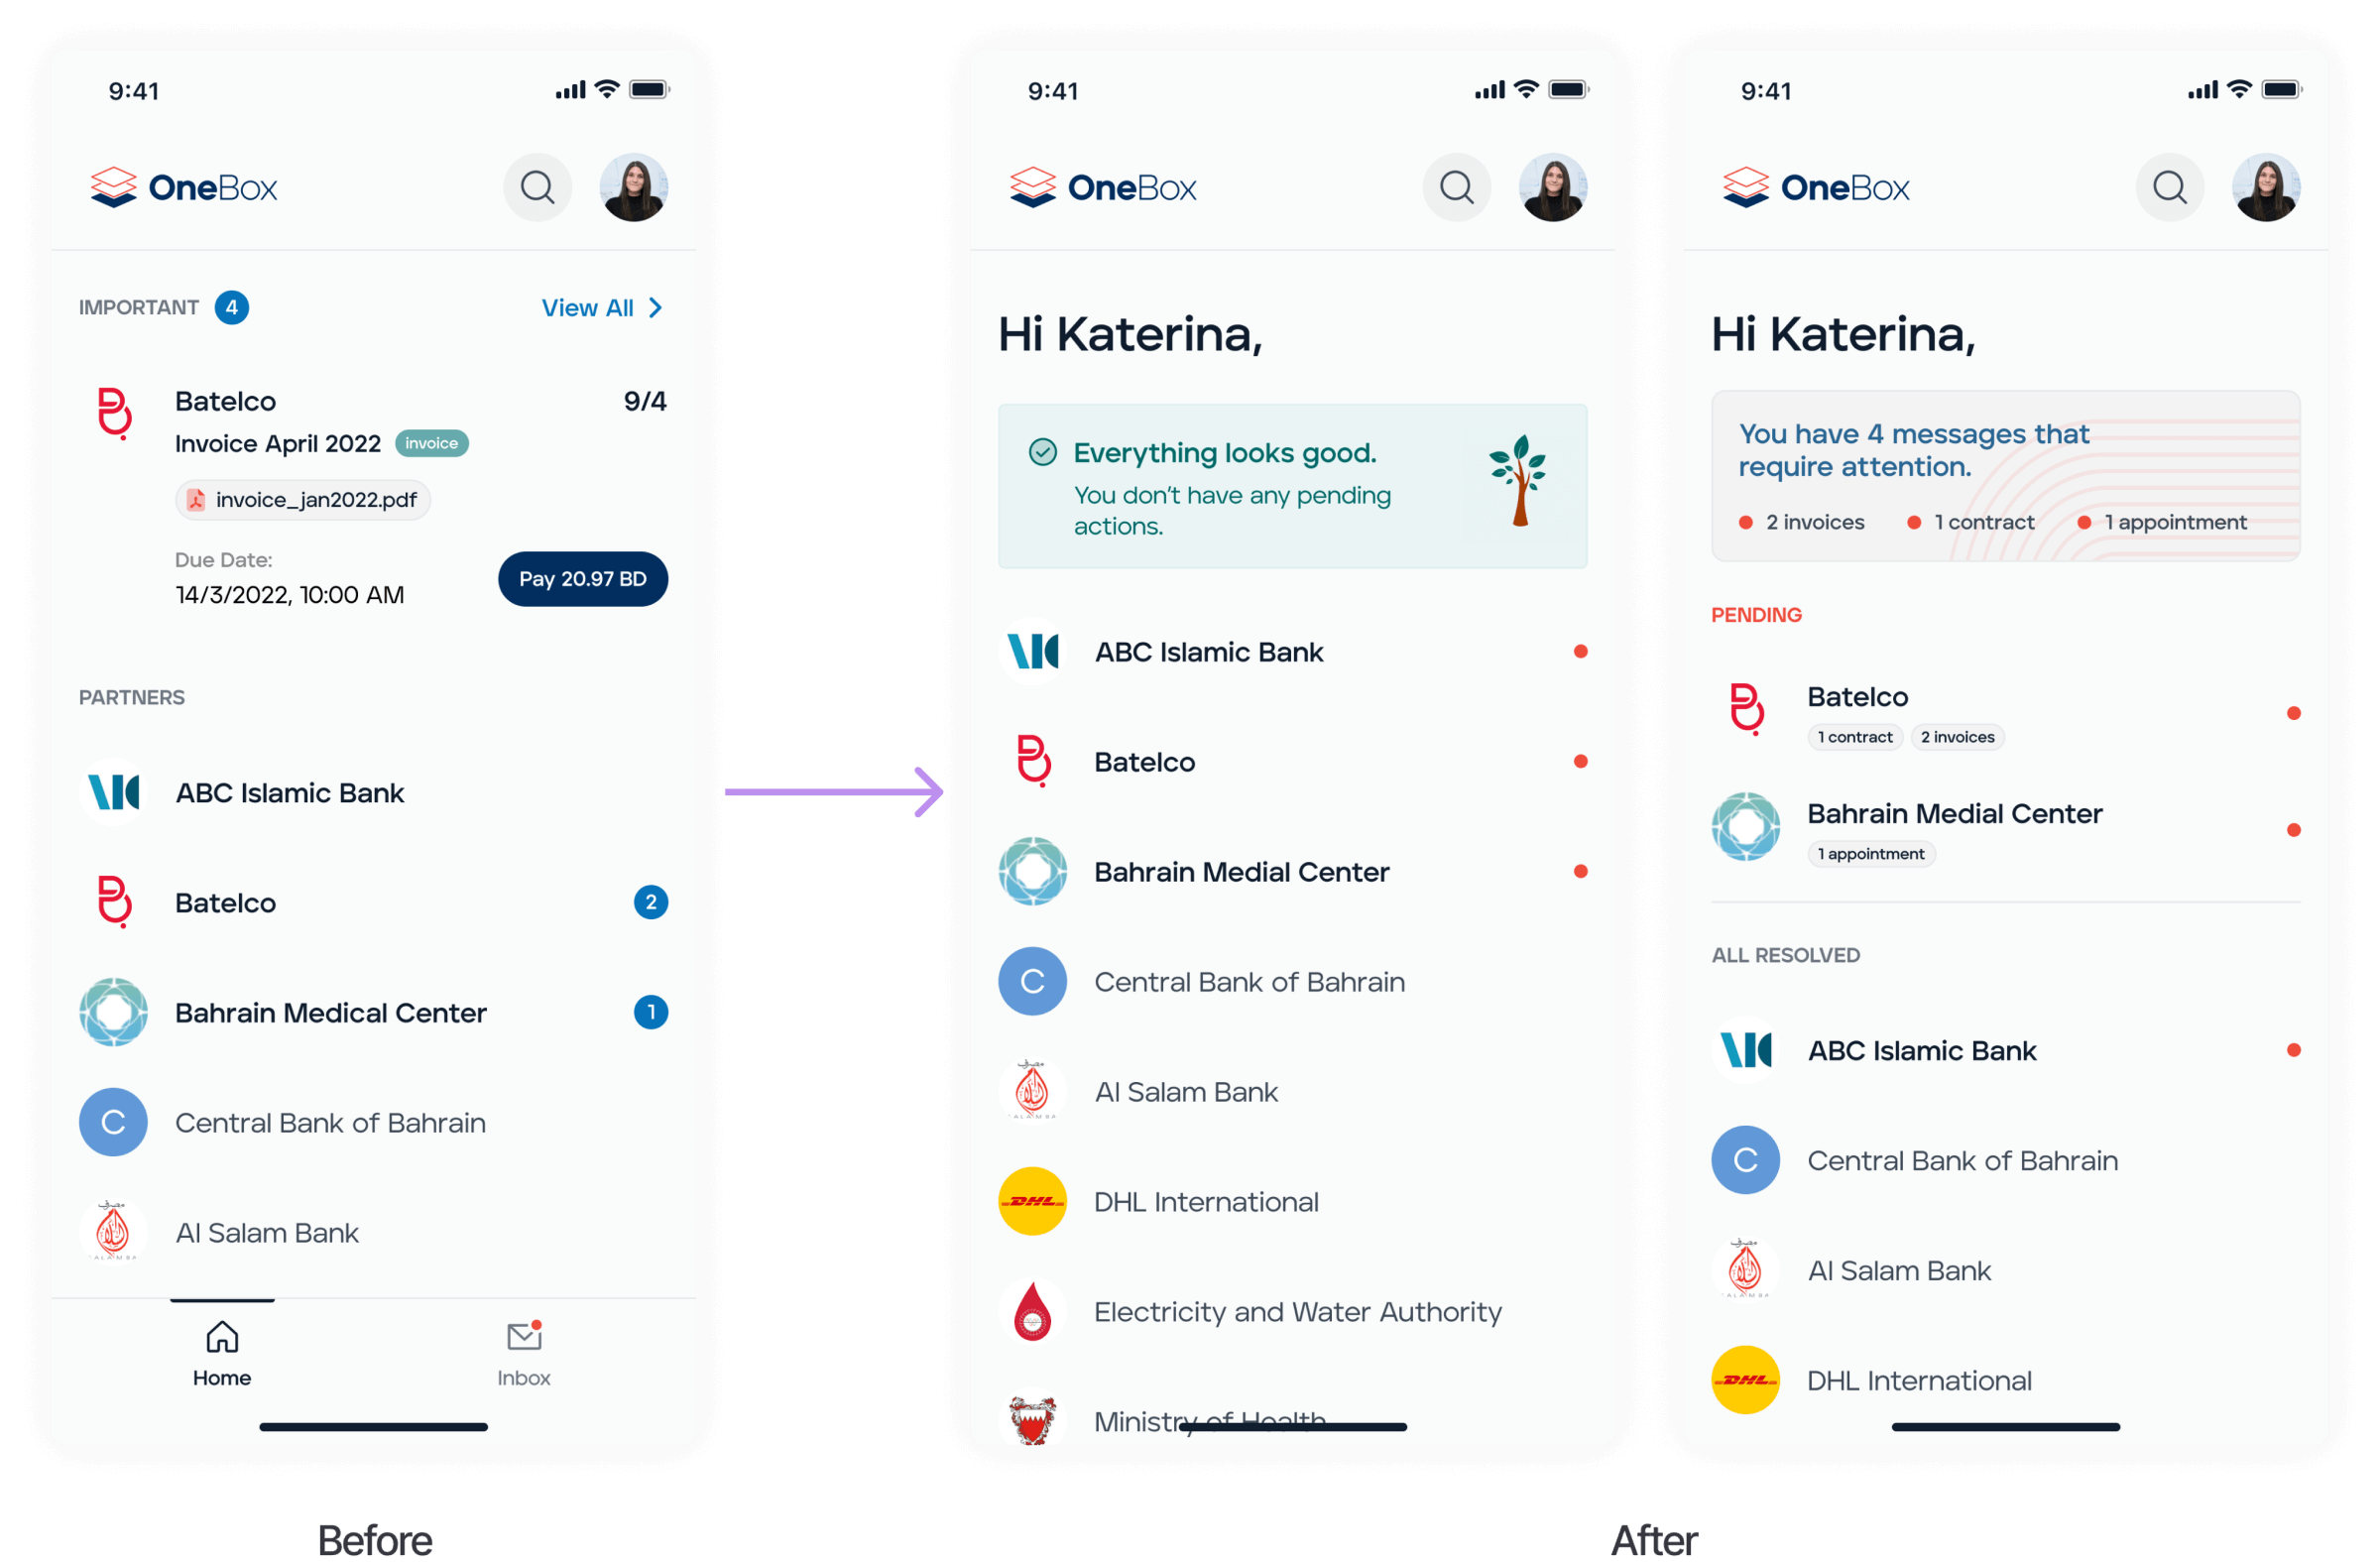 9:41
OneBox
IMPORTANT 4 View All
Batelco 9/4
Invoice April 2022 invoice
invoice_jan2022.pdf
Due Date:
14/3/2022, 10:00 AM Pay 20.97 BD
PARTNERS
ABC Islamic Bank
Batelco 2
Bahrain Medical Center 1
C Central Bank of Bahrain
Al Salam Bank
Home Inbox
Before
9:41
OneBox
Hi Katerina,
Everything looks good.
You don't have any pending
actions.
ABC Islamic Bank
Batelco
Bahrain Medial Center
C Central Bank of Bahrain
Al Salam Bank
DHL DHL International
Electricity and Water Authority
Ministry of Health
9:41
OneBox
Hi Katerina,
You have 4 messages that
require attention.
2 invoices 1 contract 1 appointment
PENDING
Batelco
1 contract 2 invoices
Bahrain Medial Center
1 appointment
ALL RESOLVED
ABC Islamic Bank
C Central Bank of Bahrain
Al Salam Bank
DHL DHL International
After